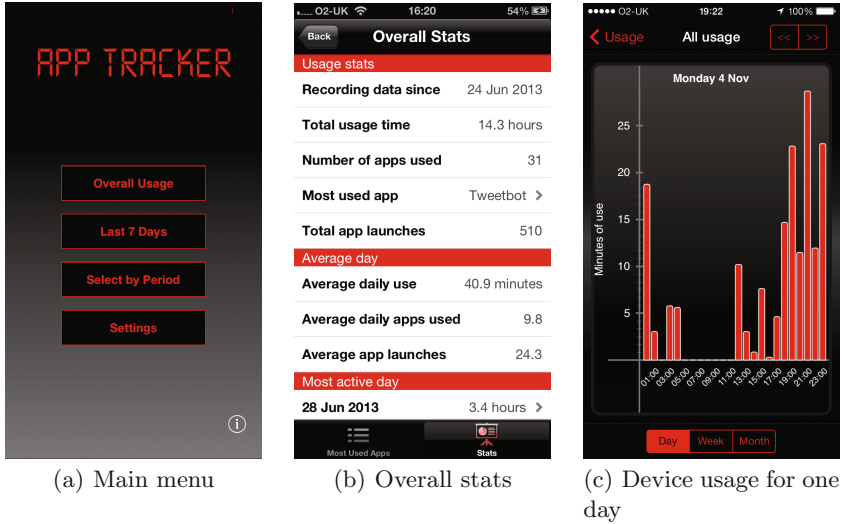 APP TRACKER
Overall Usage
Last 7 Days
Select by Period
Settings
i
(a) Main menu
O2-UK 16:20 54%
Back Overall Stats
Usage stats
Recording data since 24 Jun 2013
Total usage time 14.3 hours
Number of apps used 31
Most used app Tweetbot >
Total app launches 510
Average day
Average daily use 40.9 minutes
Average daily apps used 9.8
Average app launches 24.3
Most active day
28 Jun 2013 3.4 hours >
Most Used Apps Stats
(b) Overall stats
O2-UK 19:22 100%
Usage All usage << >>
Monday 4 Nov
Minutes of use
25
20
15
10
5
01:00 03:00 05:00 07:00 09:00 11:00 13:00 15:00 17:00 19:00 21:00 23:00
Day Week Month
(c) Device usage for one
day